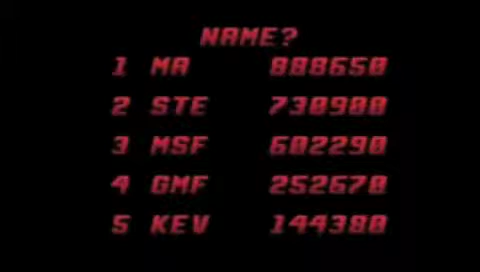 NAME?
1 MA 888650
2 STE 730900
3 MSF 602290
4 GMF 252670
5 KEV 144380